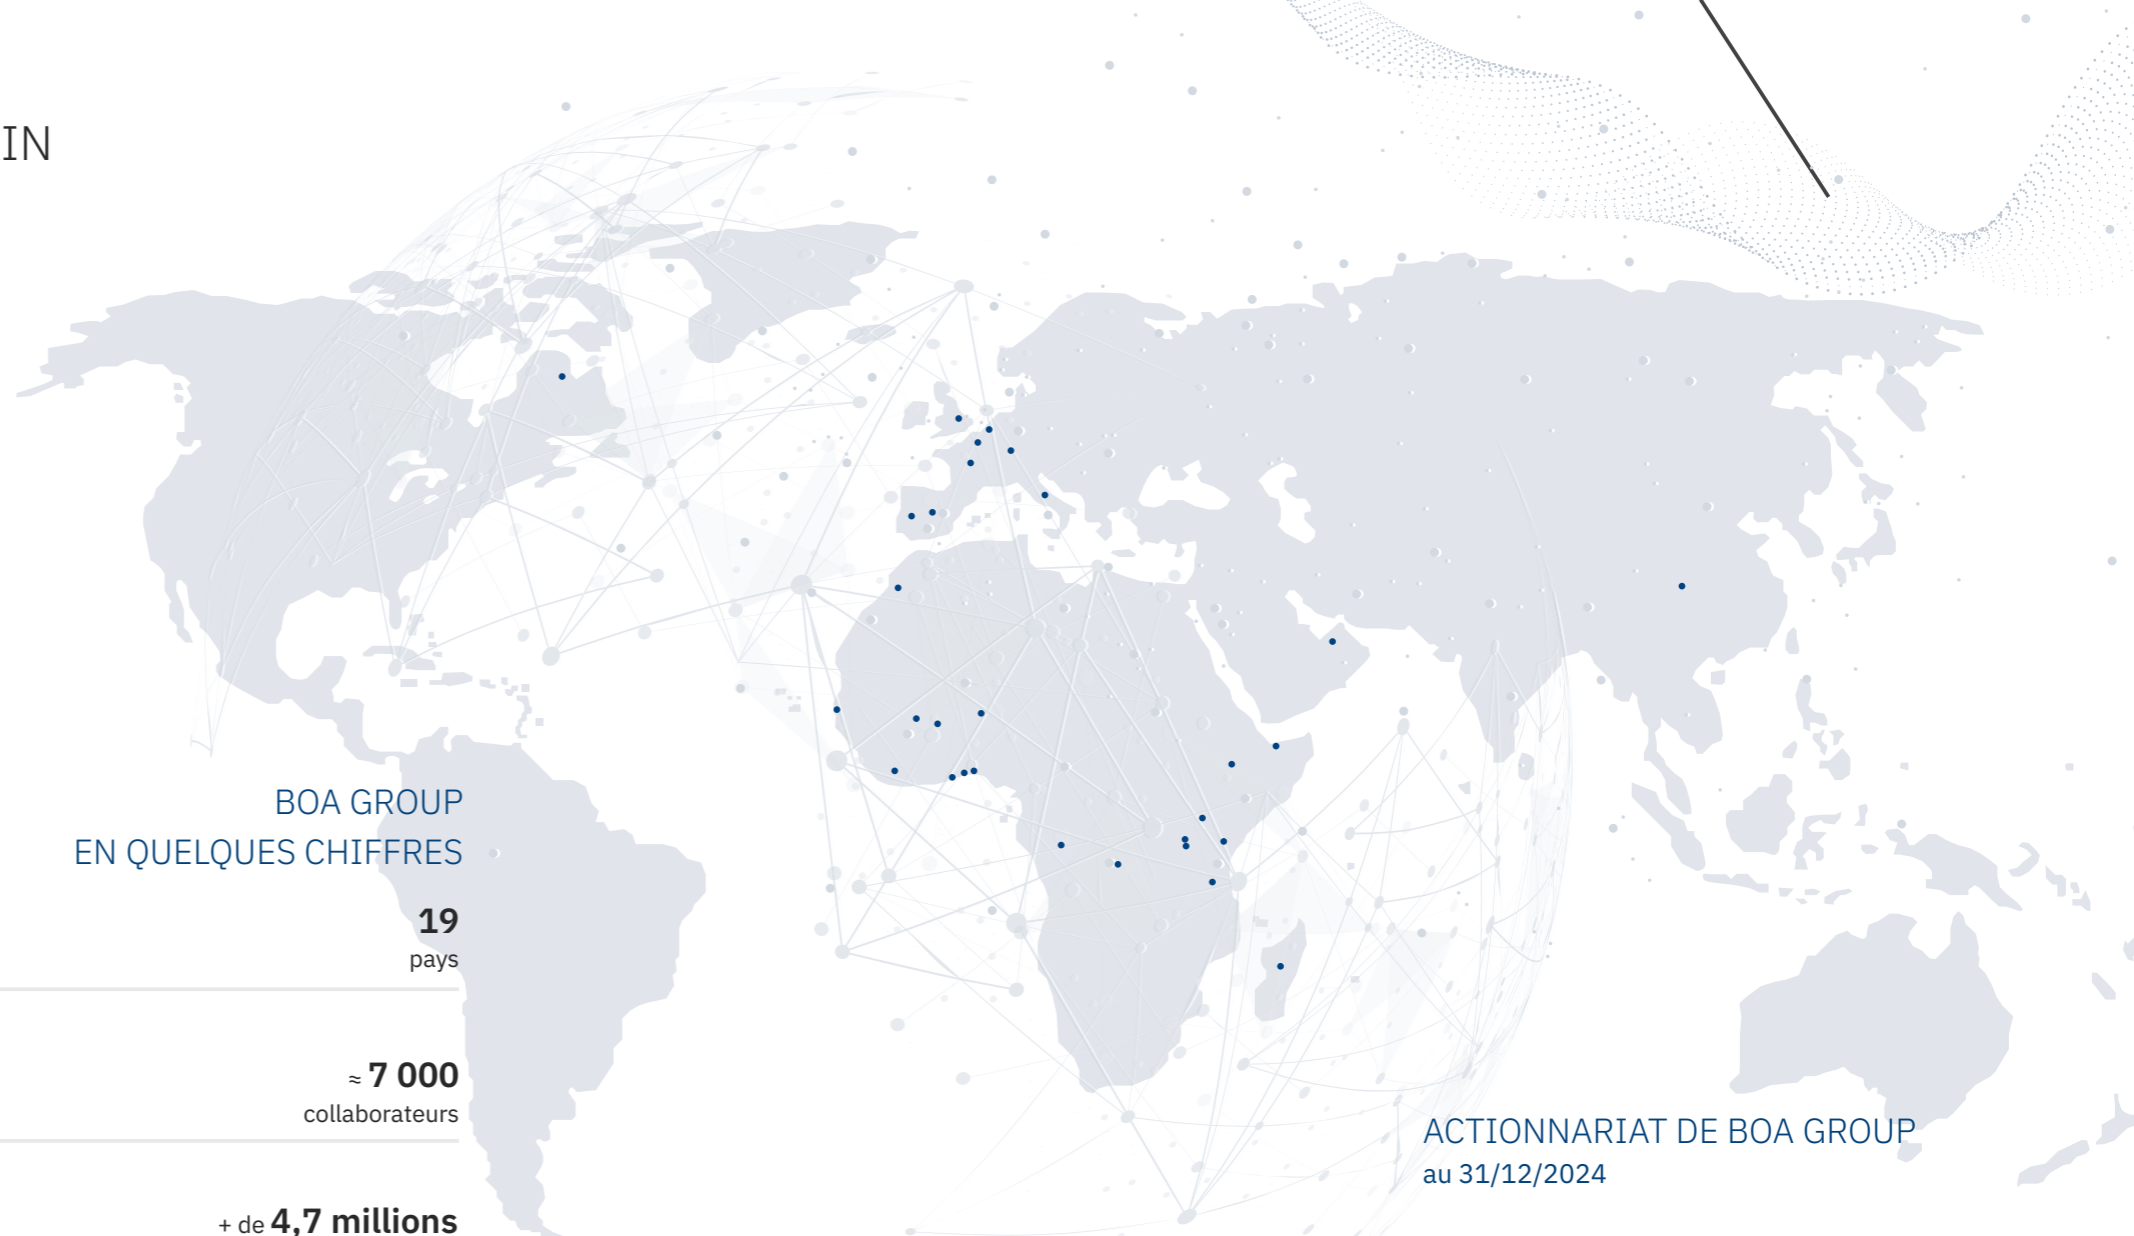 IN
BOA GROUP
EN QUELQUES CHIFFRES
19
pays
≈ 7 000
collaborateurs
+ de 4,7 millions
ACTIONNARIAT DE BOA GROUP
au 31/12/2024